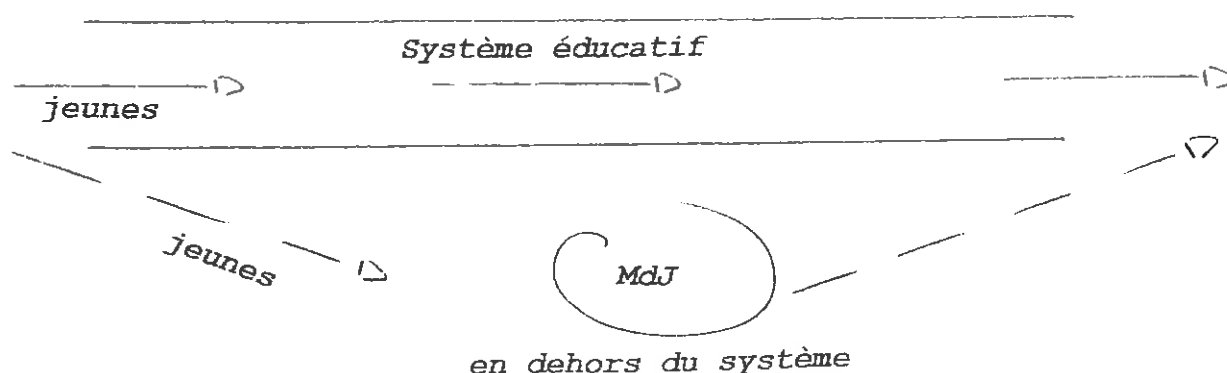 Système éducatif
jeunes
jeunes
MdJ
en dehors du système